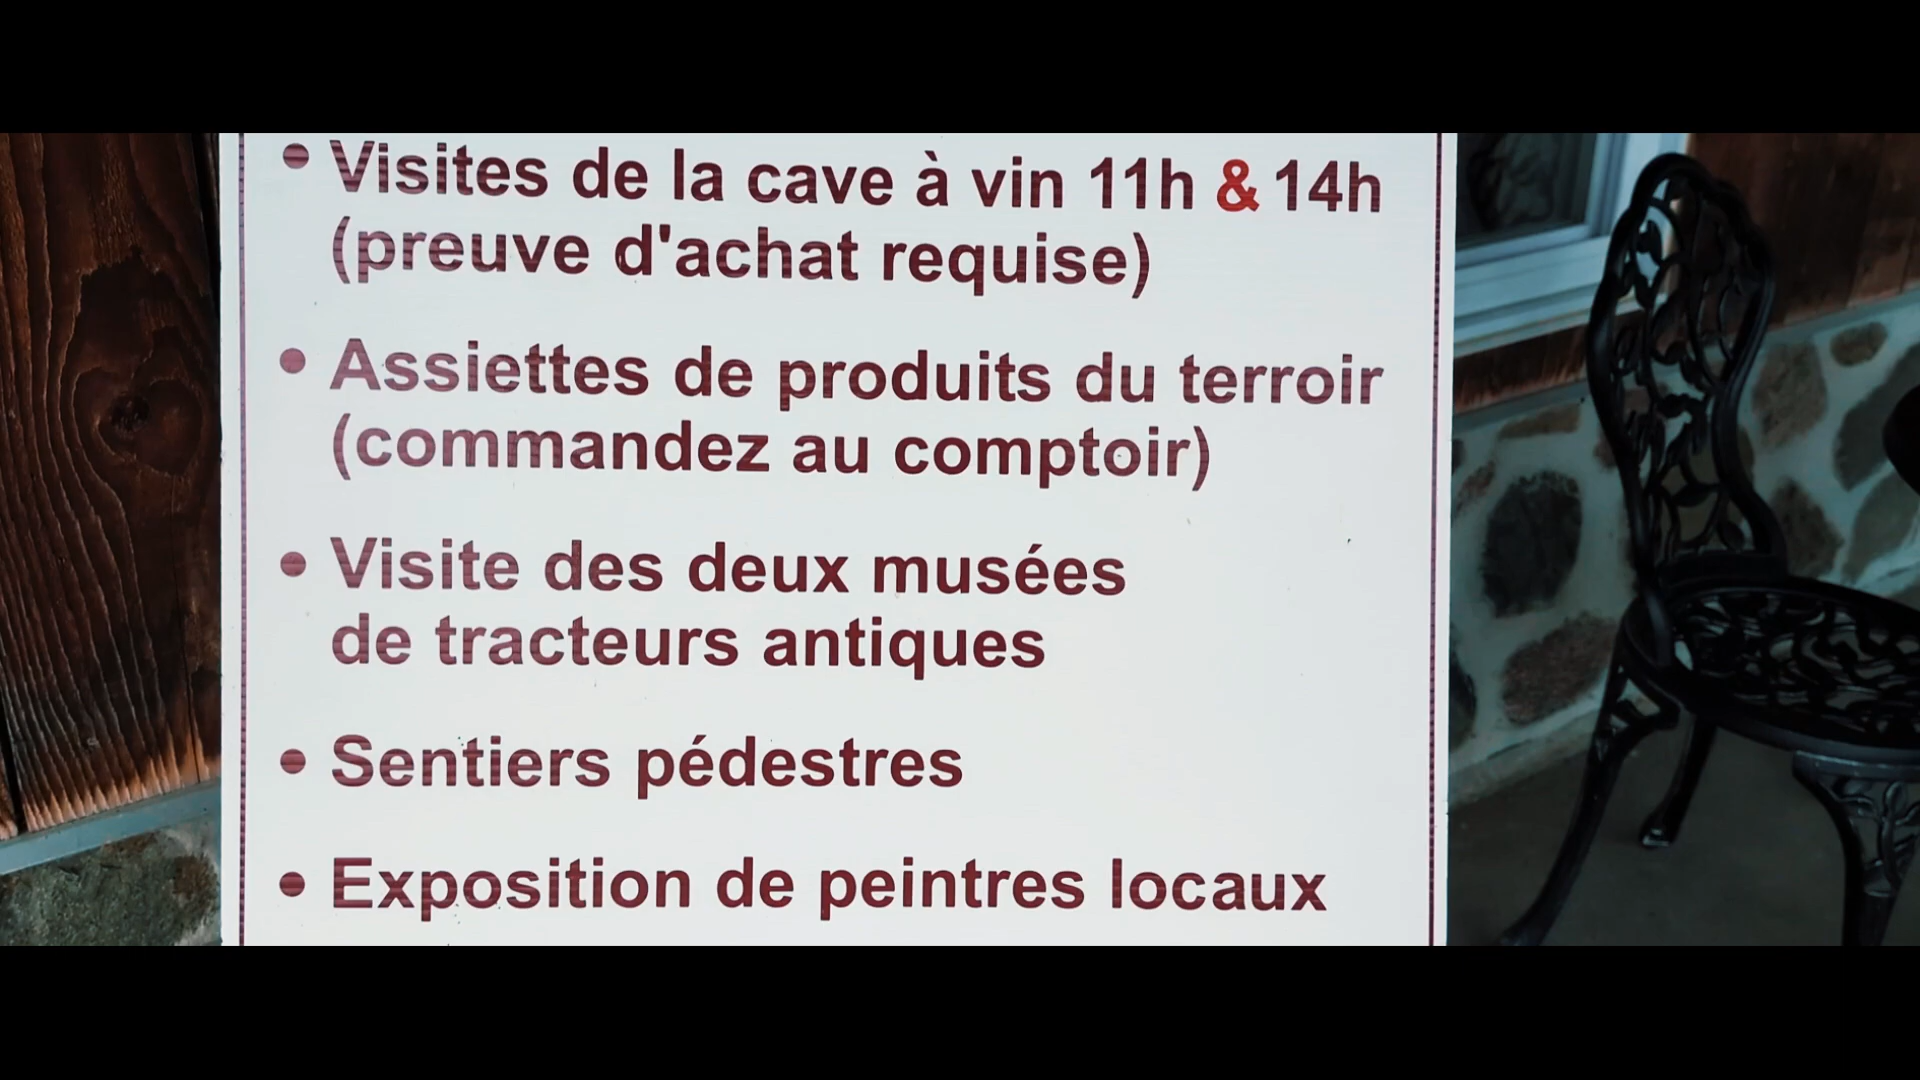 • Visites de la cave à vin 11h & 14h
(preuve d'achat requise)
• Assiettes de produits du terroir
(commandez au comptoir)
• Visite des deux musées
de tracteurs antiques
• Sentiers pédestres
• Exposition de peintres locaux